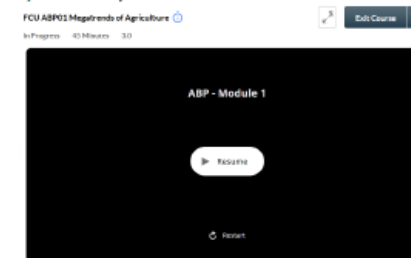 FCU ABP01 Megatrends of Agriculture
Exit Course
In Progress 45 Minutes 3.0
ABP - Module 1
Resume
Restart